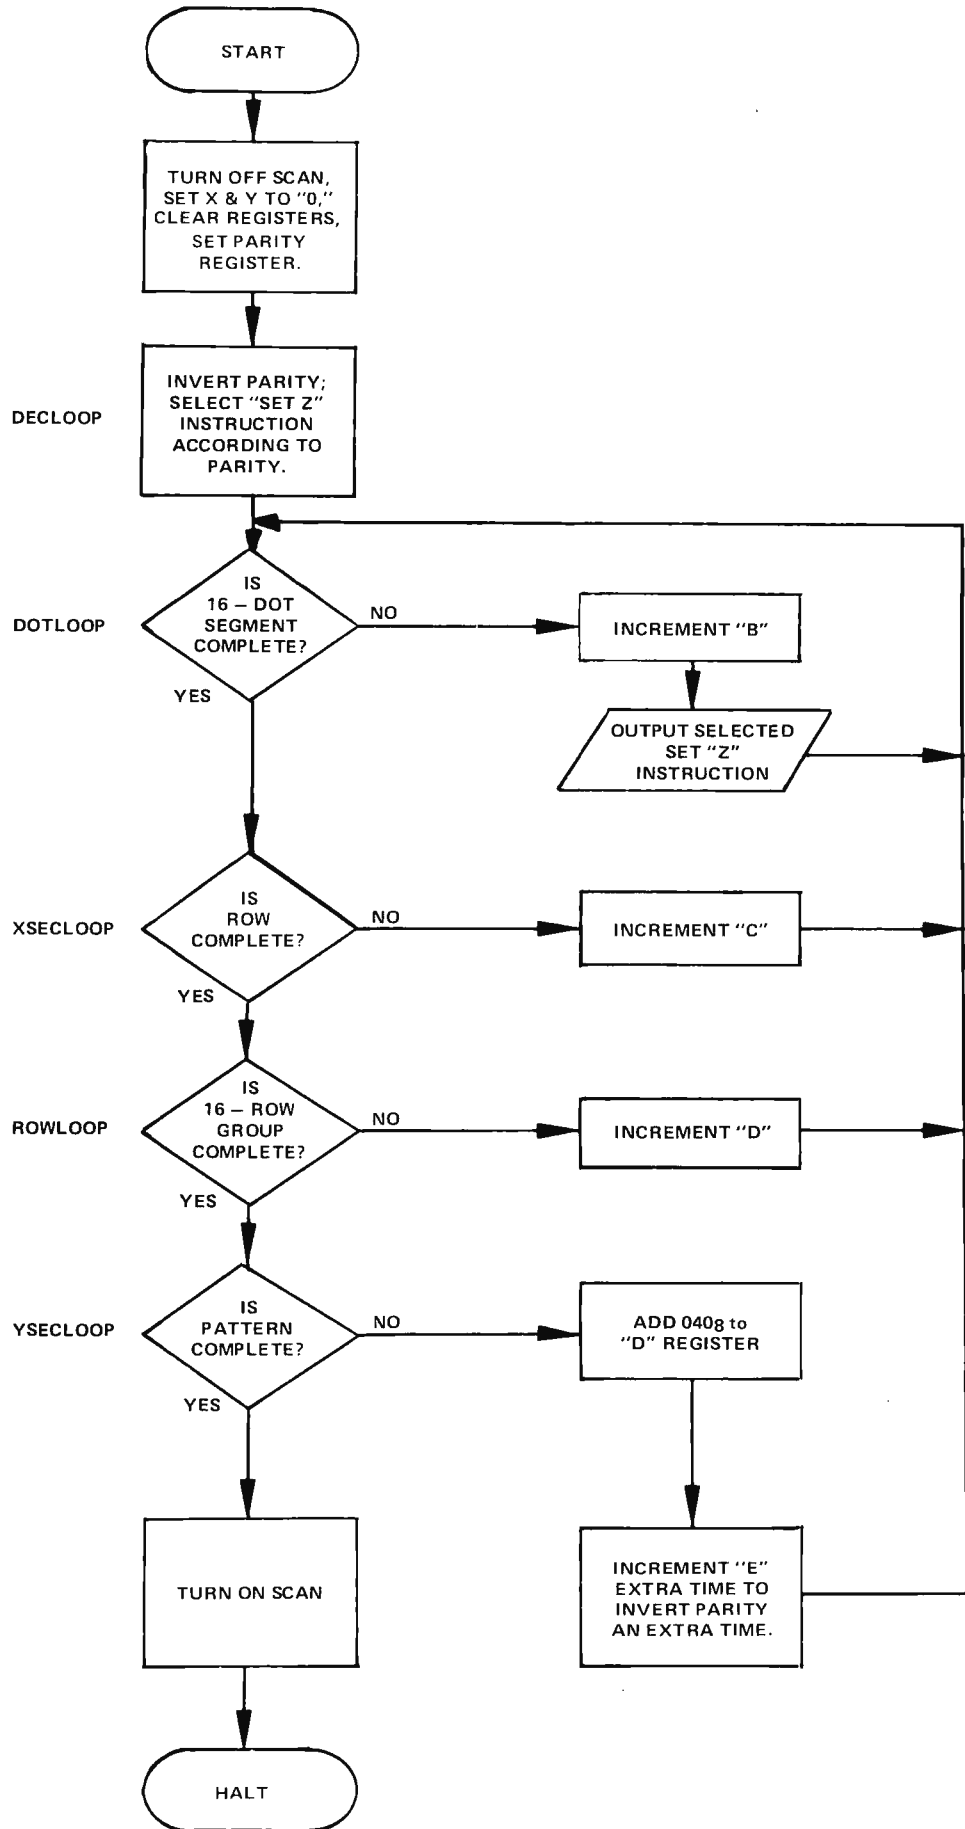 START
TURN OFF SCAN,
SET X & Y TO "0,"
CLEAR REGISTERS,
SET PARITY
REGISTER.
DECLOOP
INVERT PARITY;
SELECT "SET Z"
INSTRUCTION
ACCORDING TO
PARITY.
DOTLOOP
IS
16 – DOT
SEGMENT
COMPLETE?
NO
YES
INCREMENT "B"
OUTPUT SELECTED
SET "Z"
INSTRUCTION
XSECLOOP
IS
ROW
COMPLETE?
NO
YES
INCREMENT "C"
ROWLOOP
IS
16 – ROW
GROUP
COMPLETE?
NO
YES
INCREMENT "D"
YSECLOOP
IS
PATTERN
COMPLETE?
NO
YES
ADD 0408 to
"D" REGISTER
INCREMENT "E"
EXTRA TIME TO
INVERT PARITY
AN EXTRA TIME.
TURN ON SCAN
HALT